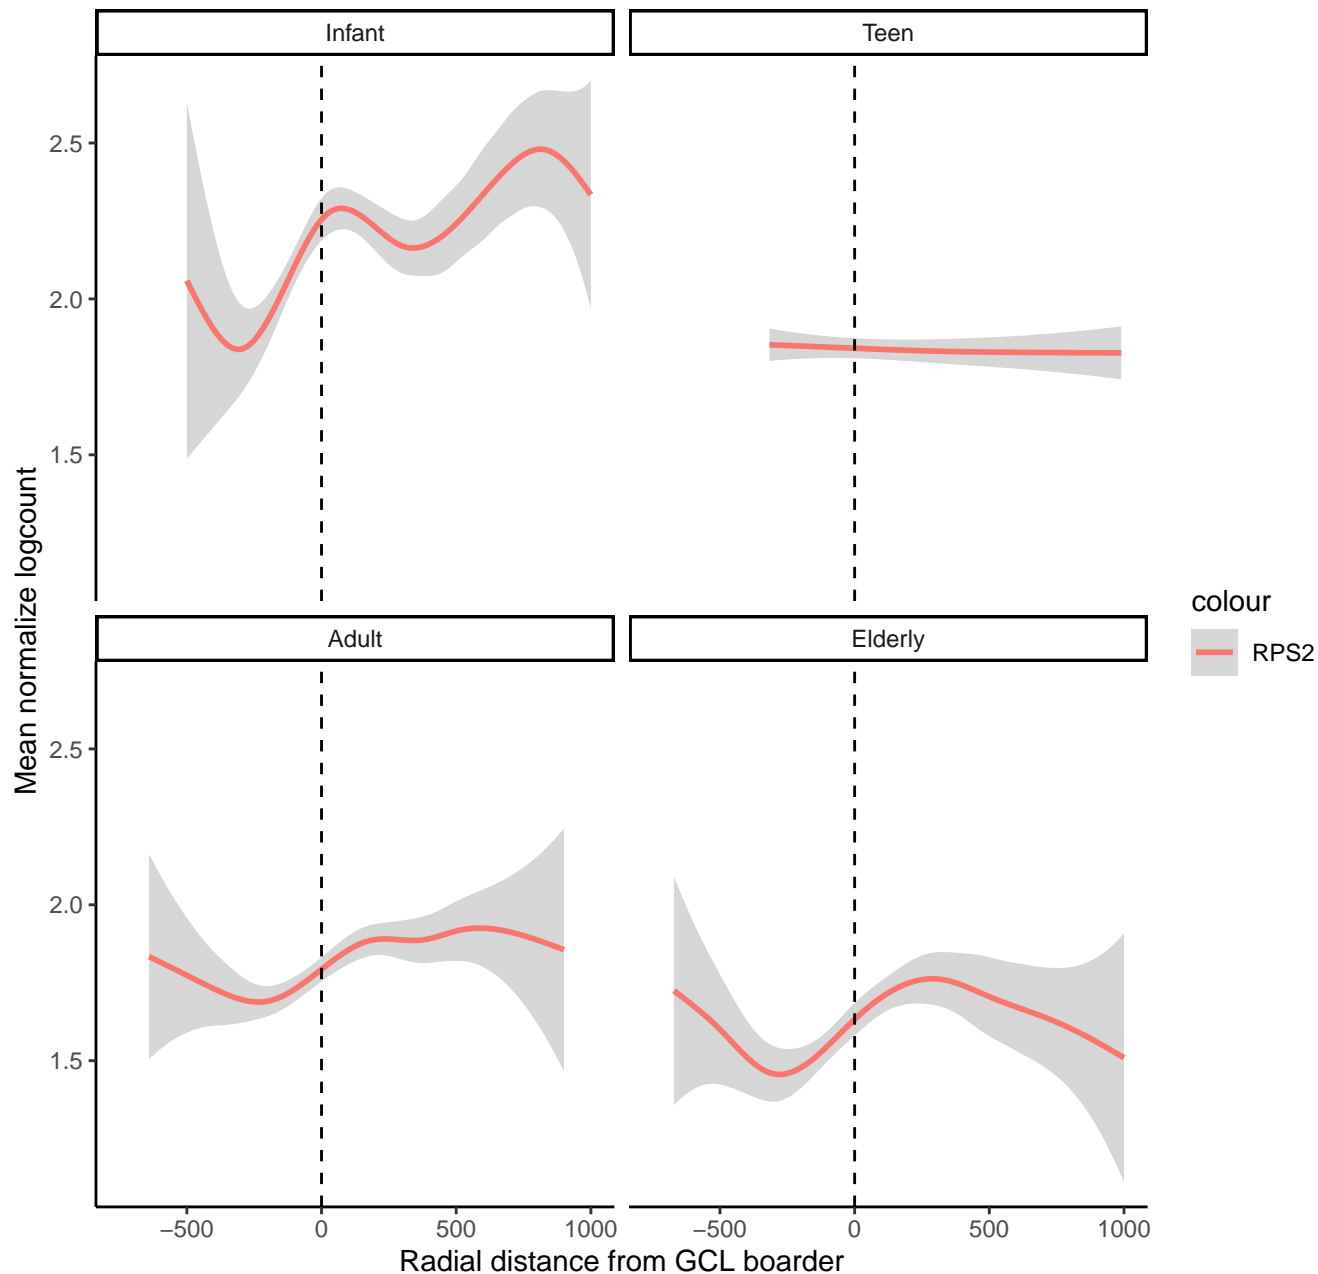 Infant
Teen
2.5
2.0
1.5
Adult
Elderly
2.5
2.0
1.5
−500
0
500
1000
−500
0
500
1000
Radial distance from GCL boarder
Mean normalize logcount
colour
RPS2